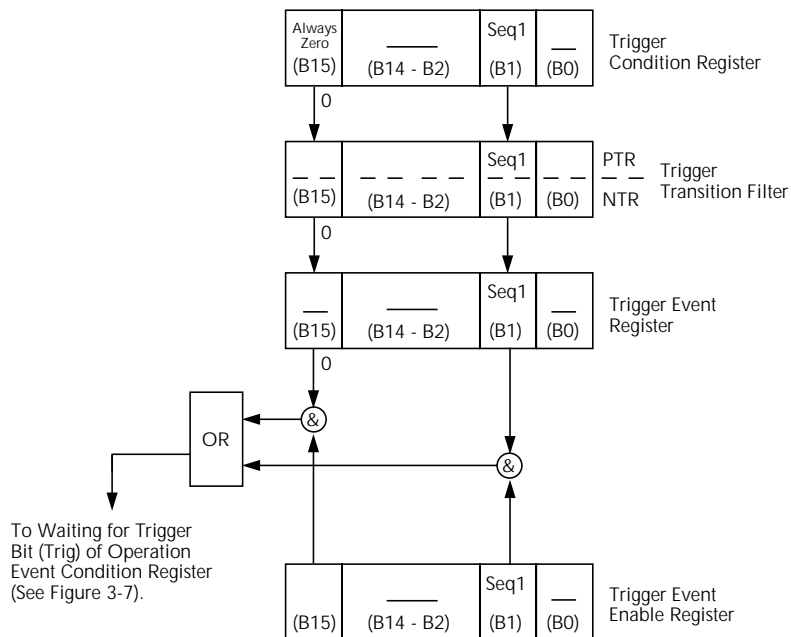 Always
Zero
(B15)
(B14 - B2)
Seq1
(B1)
(B0)
Trigger
Condition Register
0
(B15)
(B14 - B2)
Seq1
(B1)
(B0)
PTR
NTR
Trigger
Transition Filter
0
(B15)
(B14 - B2)
Seq1
(B1)
(B0)
Trigger Event
Register
0
&
OR
&
To Waiting for Trigger
Bit (Trig) of Operation
Event Condition Register
(See Figure 3-7).
(B15)
(B14 - B2)
Seq1
(B1)
(B0)
Trigger Event
Enable Register